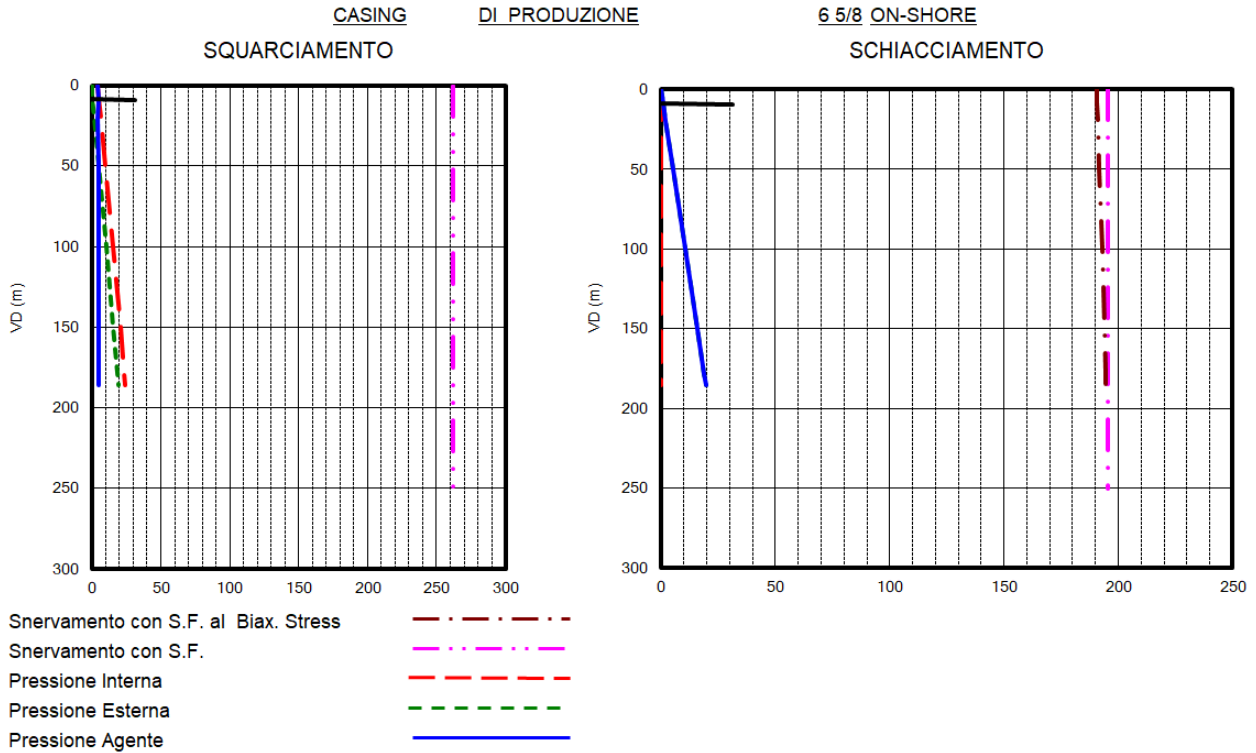 CASING DI PRODUZIONE 6 5/8 ON-SHORE
SQUARCIAMENTO
SCHIACCIAMENTO
0
50
100
150
200
250
300
VD (m)
0 50 100 150 200 250 300
0
50
100
150
200
250
300
VD (m)
0 50 100 150 200 250
Snervamento con S.F. al Biax. Stress
Snervamento con S.F.
Pressione Interna
Pressione Esterna
Pressione Agente